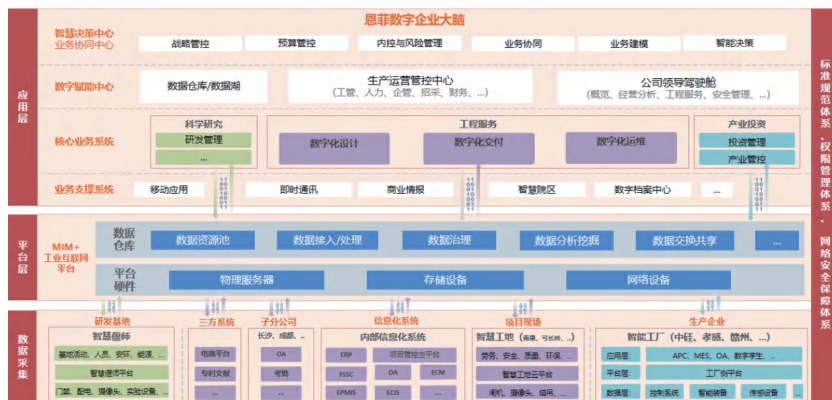 恩菲数字企业大脑
智慧决策中心
业务协同中心
战略管控
预算管控
内控与风险管理
业务协同
业务建模
智能决策
应用层
数字赋能中心
数据仓库/数据湖
生产运营管控中心
(工管、人力、企管、招采、财务、...)
公司领导驾驶舱
(概览、经营分析、工程服务、安全管理、...)
核心业务系统
科学研究
研发管理
...
工程服务
数字化设计
数字化交付
数字化运维
产业投资
投资管理
产业管控
业务支撑系统
移动应用
即时通讯
商业情报
智慧院区
数字档案中心
...
平台层
MIM+
工业互联网
平台
数据
仓库
数据资源池
数据接入/处理
数据治理
数据分析挖掘
数据交换共享
...
平台
硬件
物理服务器
存储设备
网络设备
数据采集
研发基地
智慧偃师
基地活动、人员、安环、能源、...
智慧偃师平台
门禁、配电、摄像头、实验设备、...
三方系统
电商平台
专利文献
...
子分公司
长沙、成都、..
OA
考勤
...
信息化系统
内部信息化系统
ERP
项目管控主平台
FSSC
OA
ECM
EPMIS
ECIS
...
项目现场
智慧工地
劳务、安全、质量、环保、...
智慧工地云平台
闸机、摄像头、塔吊、...
生产企业
智能工厂（中硅、孝感、赣州、...）
应用层:
APC、MES、OA、数字孪生、...
平台层:
工厂侧平台
数据层:
控制系统
智能装备
传感设备
...
标准规范体系、权限管理体系、网络安全保障体系